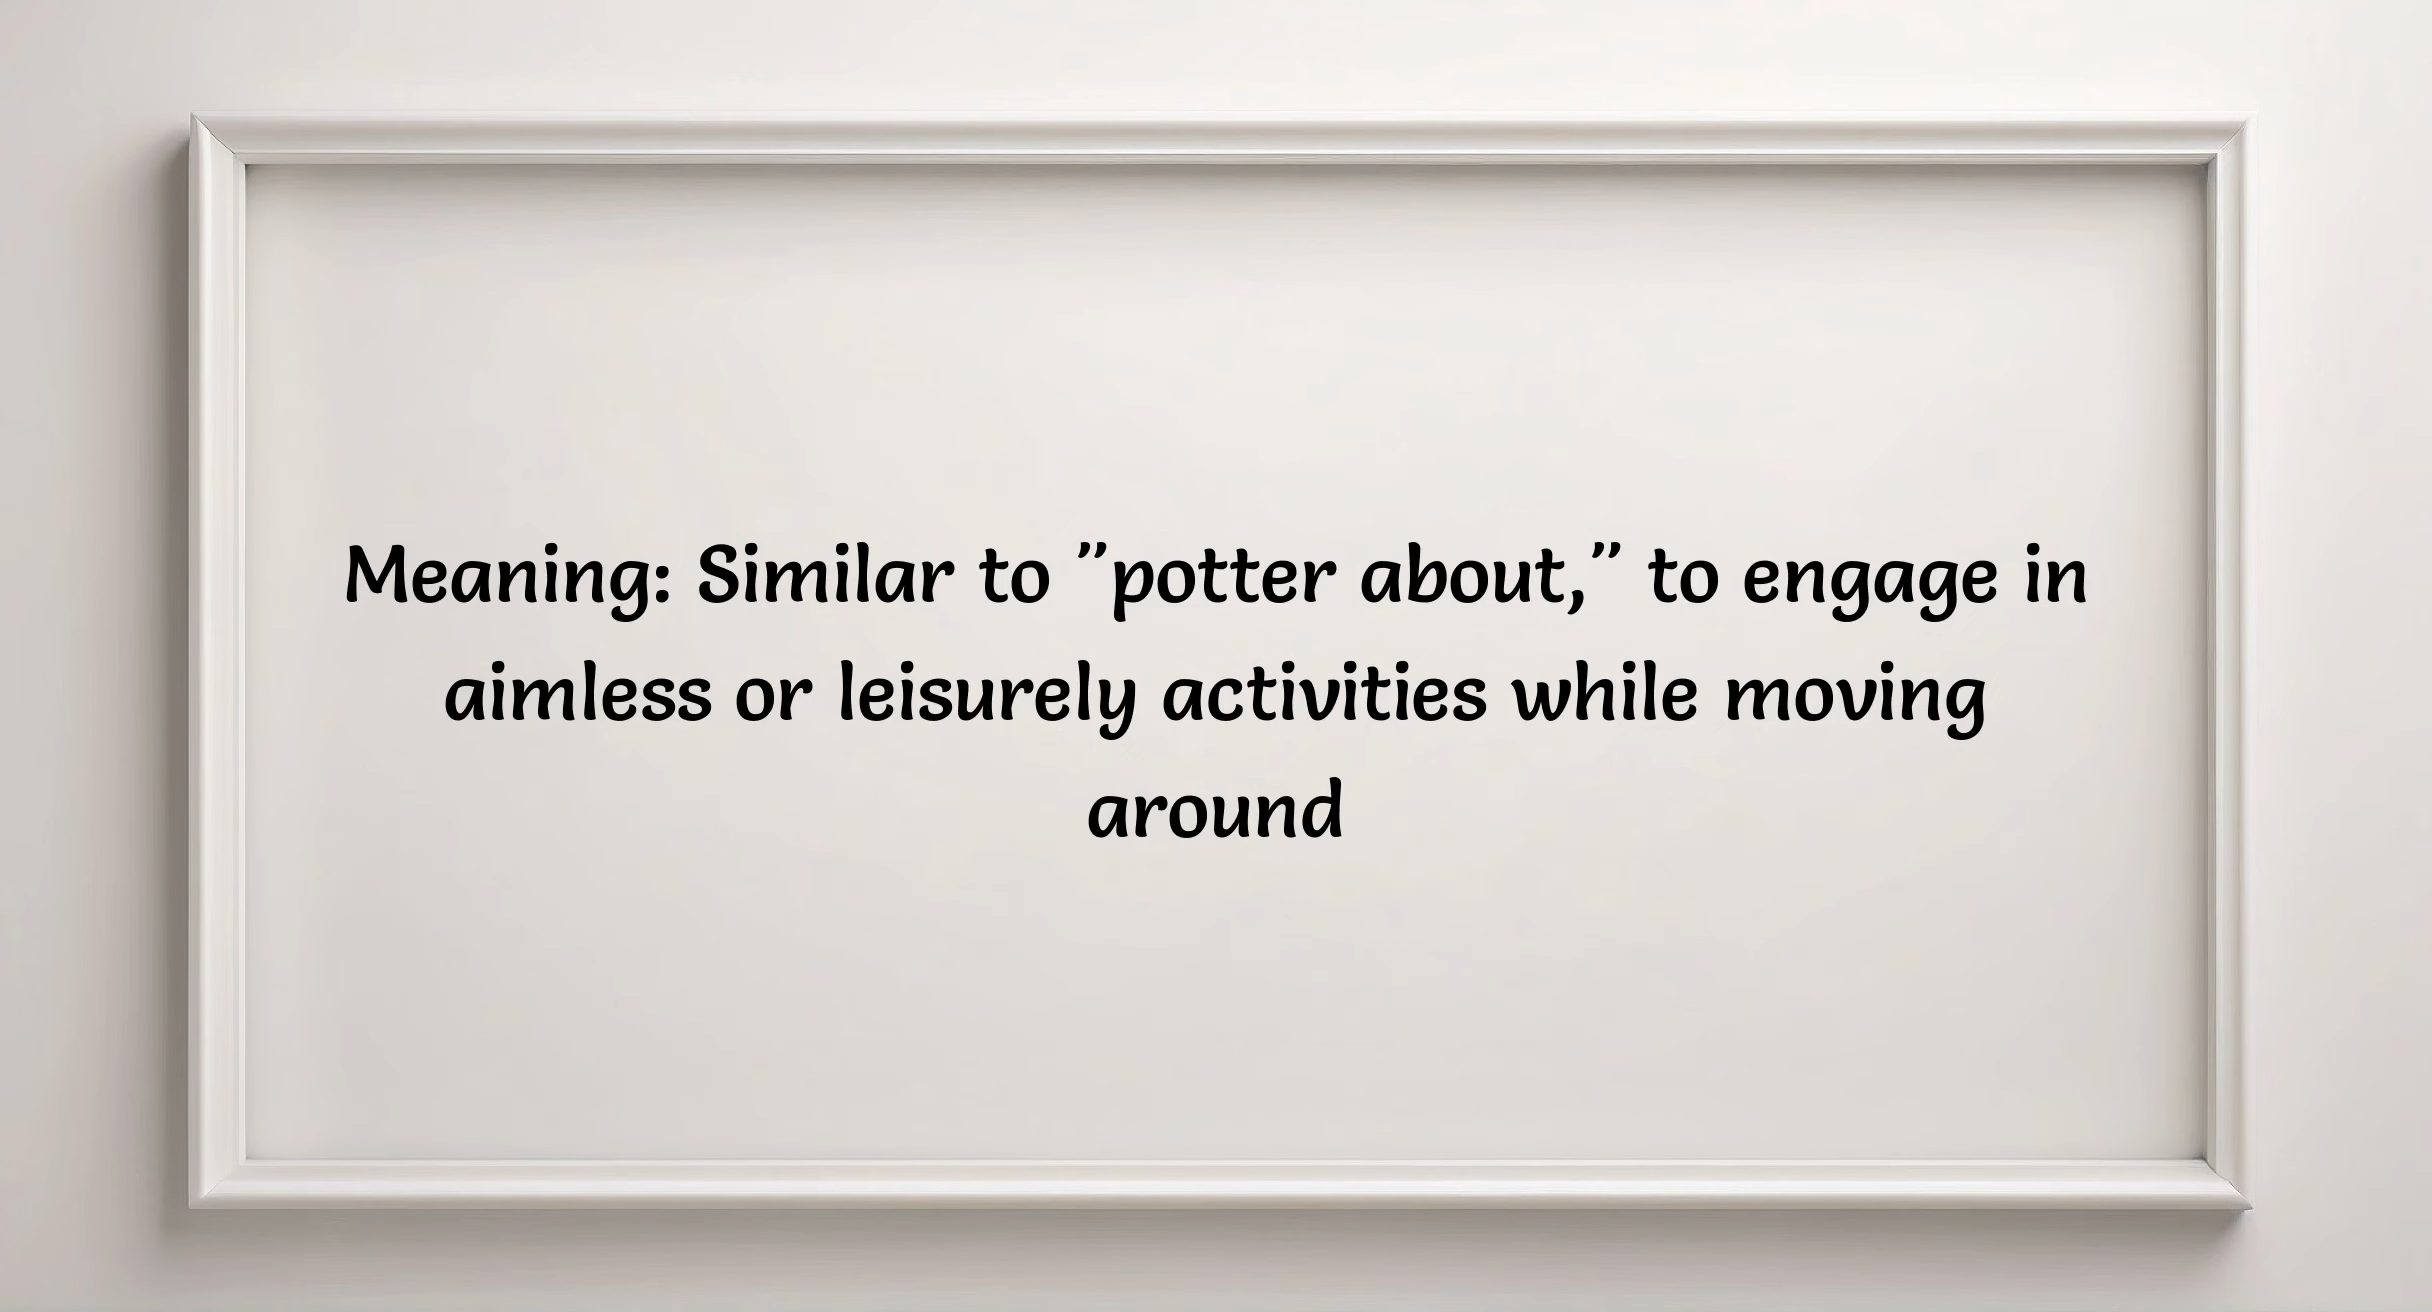 Meaning: Similar to "potter about," to engage in
aimless or leisurely activities while moving
around